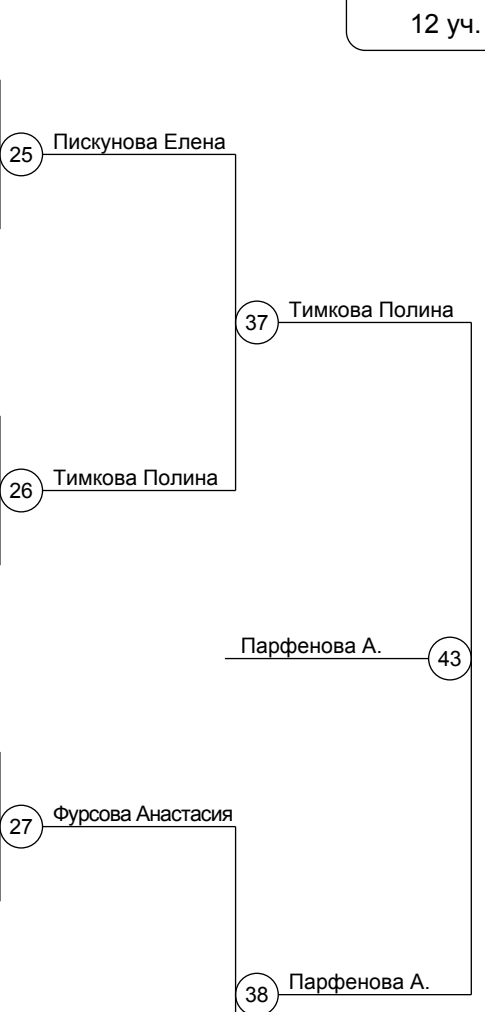 12 уч.
25 Пискунова Елена
37 Тимкова Полина
26 Тимкова Полина
Парфенова А. 43
27 Фурсова Анастасия
38 Парфенова А.